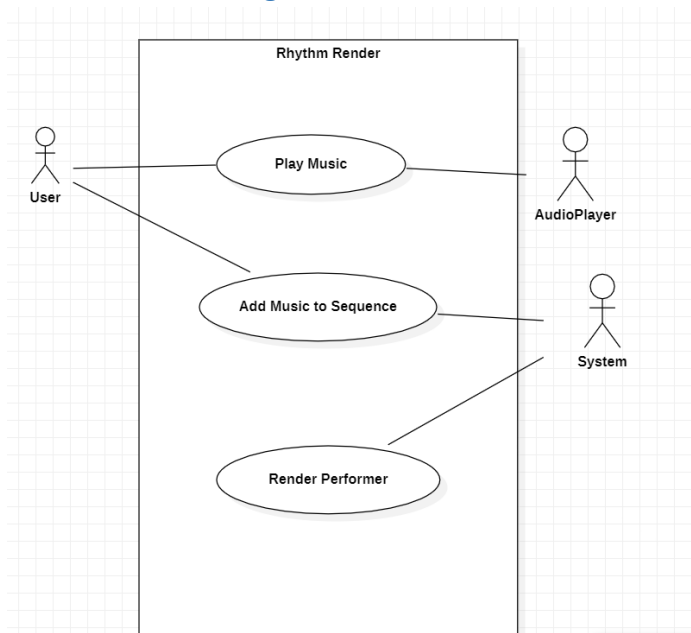 Rhythm Render
Play Music
User
AudioPlayer
Add Music to Sequence
System
Render Performer